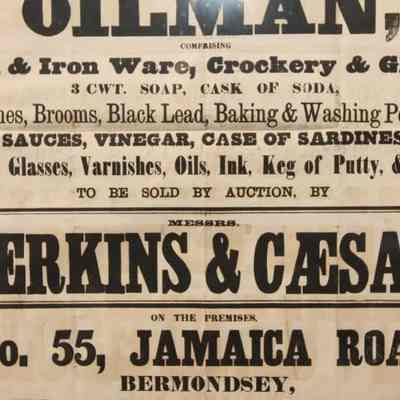 OILMAN,
COMPRISING
& Iron Ware, Crockery & G
3 CWT. SOAP, CASK OF SODA,
nes, Brooms, Black Lead, Baking & Washing Po
SAUCES, VINEGAR, CASE OF SARDINES
Glasses, Varnishes, Oils, Ink, Keg of Putty, &
TO BE SOLD BY AUCTION, BY
MESSRS.
ERKINS & CÆSA
ON THE PREMISES,
o. 55, JAMAICA ROA
BERMONDSEY,